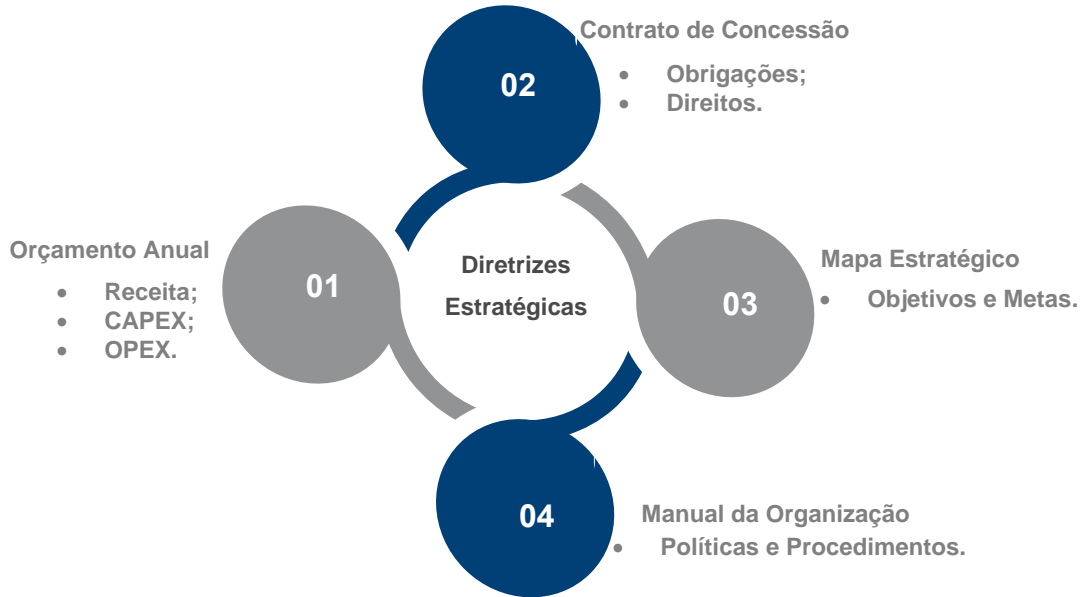 Contrato de Concessão
• Obrigações;
• Direitos.
02
Orçamento Anual
• Receita;
• CAPEX;
• OPEX.
01
Diretrizes
Estratégicas
03
Mapa Estratégico
• Objetivos e Metas.
04
Manual da Organização
• Políticas e Procedimentos.